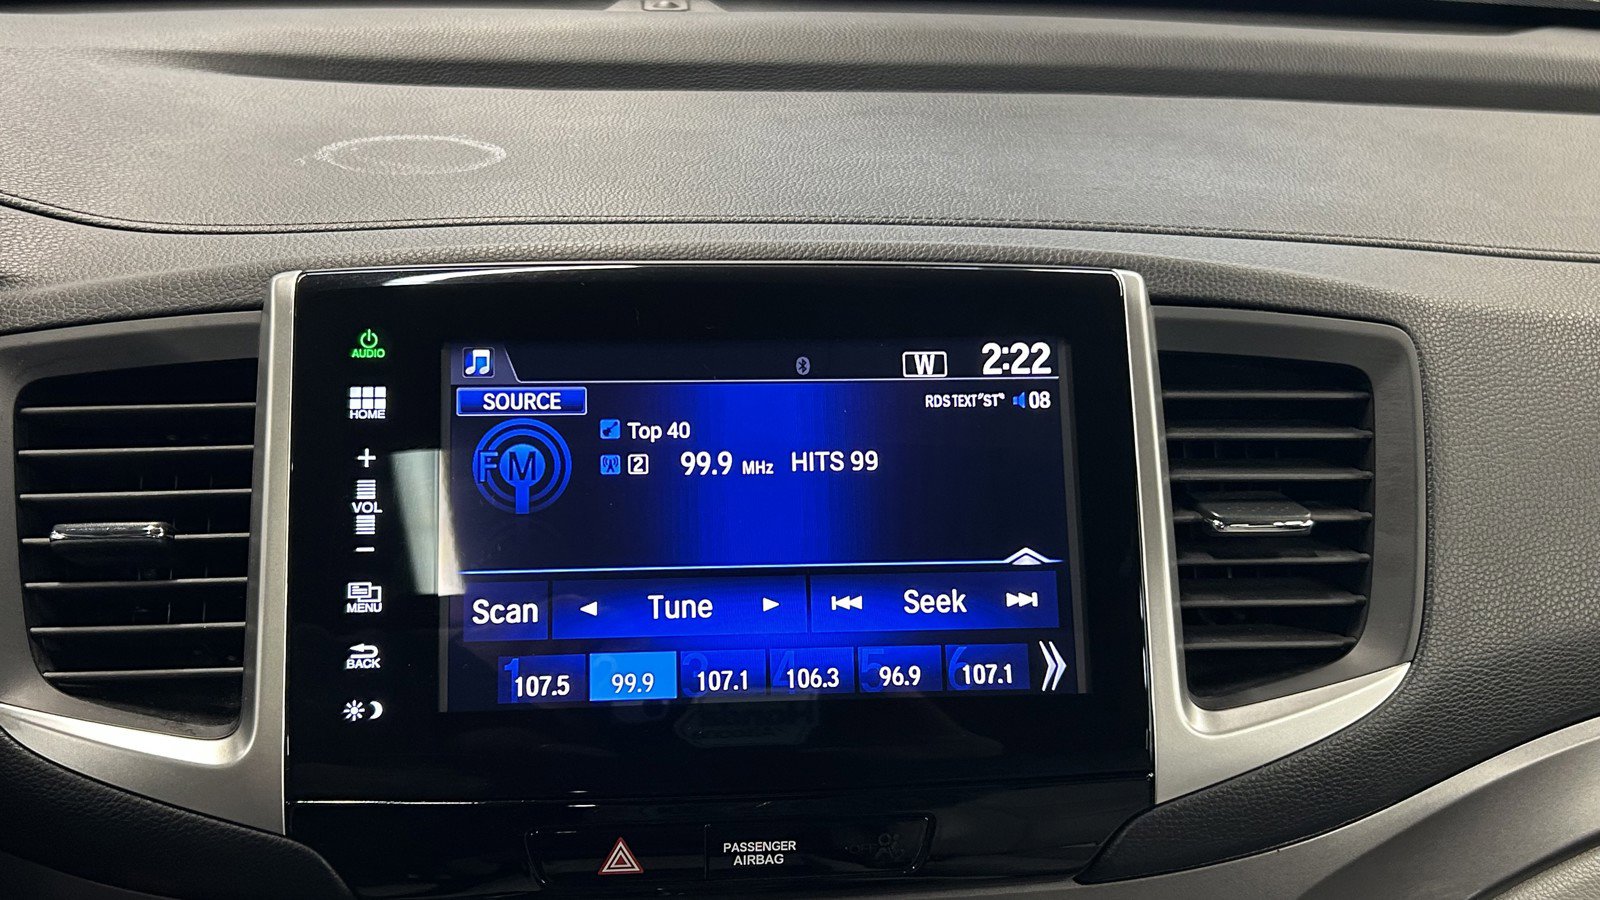 AUDIO
HOME
+
VOL
−
MENU
BACK
W 2:22
SOURCE
RDS TEXT "ST" 08
FM
Top 40
2 99.9 MHz HITS 99
Scan Tune Seek
1 107.5 2 99.9 3 107.1 4 106.3 5 96.9 6 107.1
PASSENGER
AIRBAG
OFF